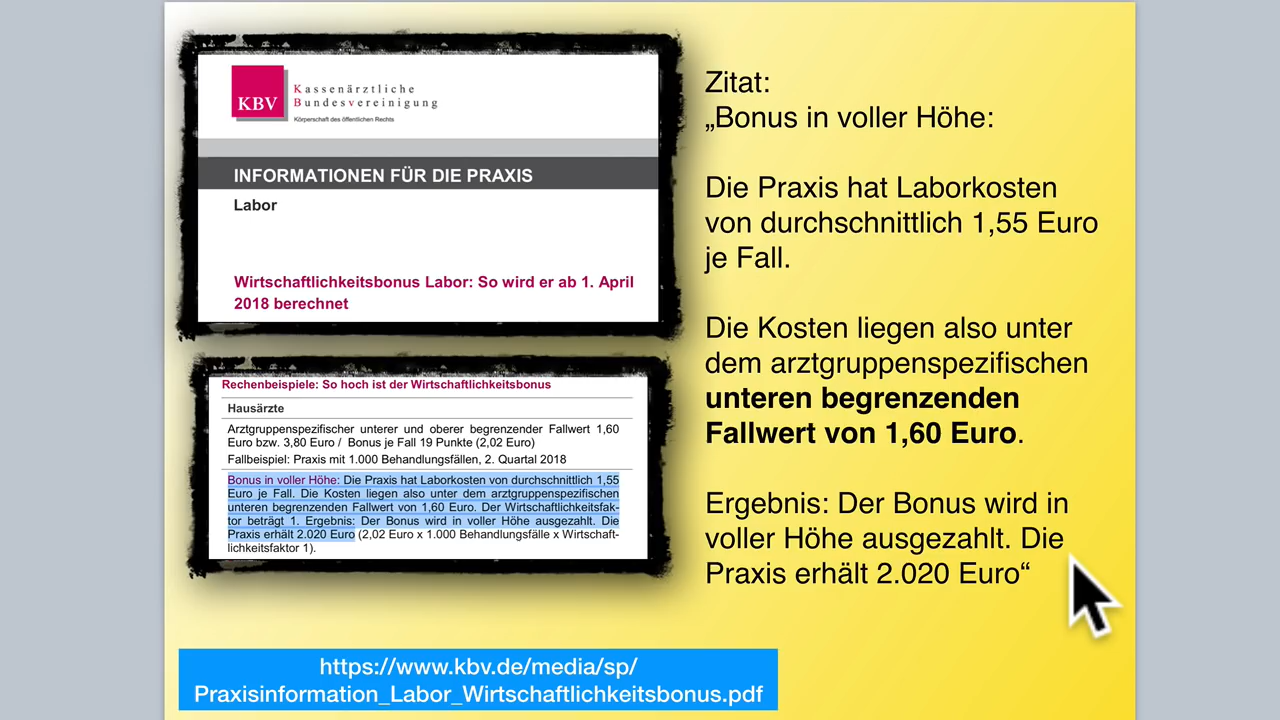 KBV
Kassenärztliche
Bundesvereinigung
Körperschaft des öffentlichen Rechts
INFORMATIONEN FÜR DIE PRAXIS
Labor
Wirtschaftlichkeitsbonus Labor: So wird er ab 1. April
2018 berechnet
Rechenbeispiele: So hoch ist der Wirtschaftlichkeitsbonus
Hausärzte
Arztgruppenspezifischer unterer und oberer begrenzender Fallwert 1,60
Euro bzw. 3,80 Euro / Bonus je Fall 19 Punkte (2,02 Euro)
Fallbeispiel: Praxis mit 1.000 Behandlungsfällen, 2. Quartal 2018
Bonus in voller Höhe: Die Praxis hat Laborkosten von durchschnittlich 1,55
Euro je Fall. Die Kosten liegen also unter dem arztgruppenspezifischen
unteren begrenzenden Fallwert von 1,60 Euro. Der Wirtschaftlichkeitsfak-
tor beträgt 1. Ergebnis: Der Bonus wird in voller Höhe ausgezahlt. Die
Praxis erhält 2.020 Euro (2,02 Euro x 1.000 Behandlungsfälle x Wirtschaft-
lichkeitsfaktor 1).
Zitat:
„Bonus in voller Höhe:
Die Praxis hat Laborkosten
von durchschnittlich 1,55 Euro
je Fall.
Die Kosten liegen also unter
dem arztgruppenspezifischen
unteren begrenzenden
Fallwert von 1,60 Euro.
Ergebnis: Der Bonus wird in
voller Höhe ausgezahlt. Die
Praxis erhält 2.020 Euro“
https://www.kbv.de/media/sp/
Praxisinformation_Labor_Wirtschaftlichkeitsbonus.pdf